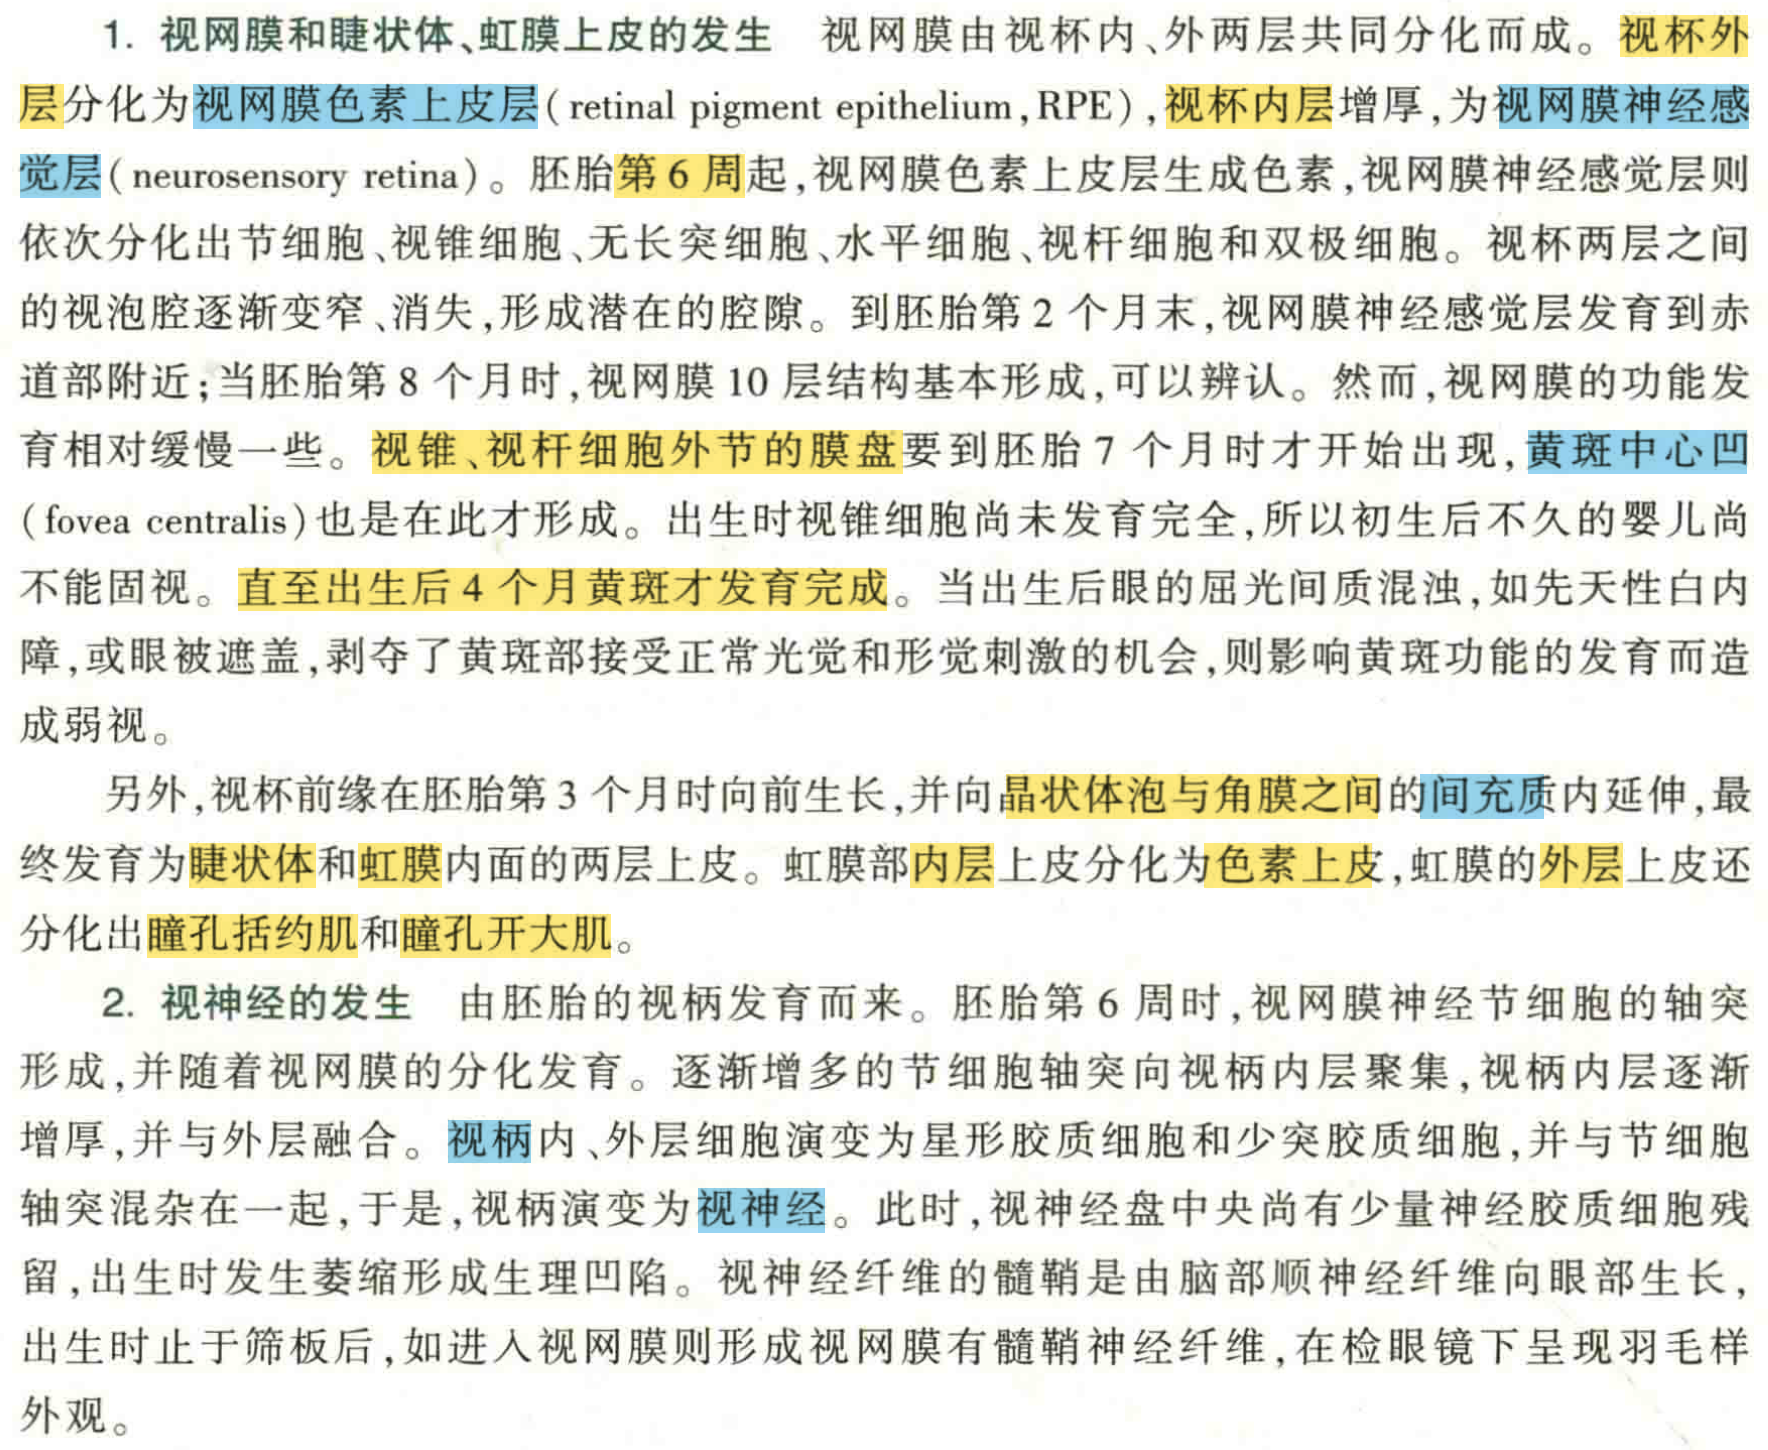 1. 视网膜和睫状体、虹膜上皮的发生 视网膜由视杯内、外两层共同分化而成。视杯外
层分化为视网膜色素上皮层(retinal pigment epithelium,RPE),视杯内层增厚,为视网膜神经感
觉层(neurosensory retina)。胚胎第 6 周起,视网膜色素上皮层生成色素,视网膜神经感觉层则
依次分化出节细胞、视锥细胞、无长突细胞、水平细胞、视杆细胞和双极细胞。视杯两层之间
的视泡腔逐渐变窄、消失,形成潜在的腔隙。到胚胎第 2 个月末,视网膜神经感觉层发育到赤
道部附近;当胚胎第 8 个月时,视网膜 10 层结构基本形成,可以辨认。然而,视网膜的功能发
育相对缓慢一些。视锥、视杆细胞外节的膜盘要到胚胎 7 个月时才开始出现,黄斑中心凹
(fovea centralis)也是在此才形成。出生时视锥细胞尚未发育完全,所以初生后不久的婴儿尚
不能固视。直至出生后 4 个月黄斑才发育完成。当出生后眼的屈光间质混浊,如先天性白内
障,或眼被遮盖,剥夺了黄斑部接受正常光觉和形觉刺激的机会,则影响黄斑功能的发育而造
成弱视。
另外,视杯前缘在胚胎第 3 个月时向前生长,并向晶状体泡与角膜之间的间充质内延伸,最
终发育为睫状体和虹膜内面的两层上皮。虹膜部内层上皮分化为色素上皮,虹膜的外层上皮还
分化出瞳孔括约肌和瞳孔开大肌。
2. 视神经的发生 由胚胎的视柄发育而来。胚胎第 6 周时,视网膜神经节细胞的轴突
形成,并随着视网膜的分化发育。逐渐增多的节细胞轴突向视柄内层聚集,视柄内层逐渐
增厚,并与外层融合。视柄内、外层细胞演变为星形胶质细胞和少突胶质细胞,并与节细胞
轴突混杂在一起,于是,视柄演变为视神经。此时,视神经盘中央尚有少量神经胶质细胞残
留,出生时发生萎缩形成生理凹陷。视神经纤维的髓鞘是由脑部顺神经纤维向眼部生长,
出生时止于筛板后,如进入视网膜则形成视网膜有髓鞘神经纤维,在检眼镜下呈现羽毛样
外观。